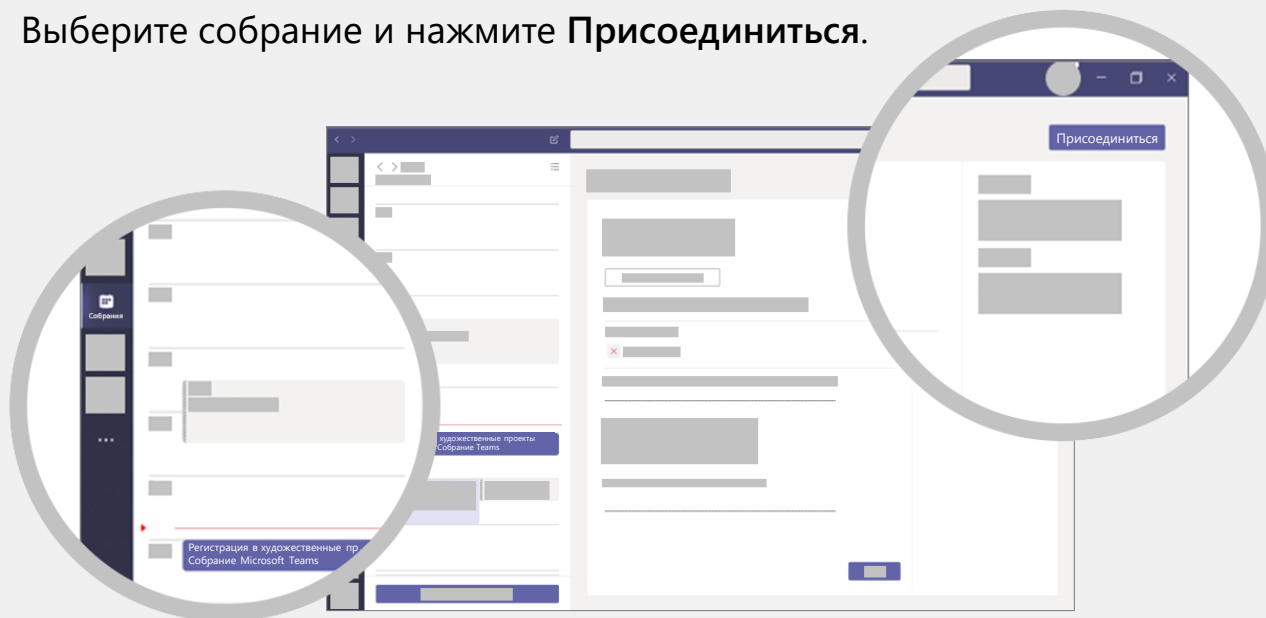 Выберите собрание и нажмите Присоединиться.
Присоединиться
Собрания
художественные проекты
Собрание Teams
Регистрация в художественные пр
Собрание Microsoft Teams